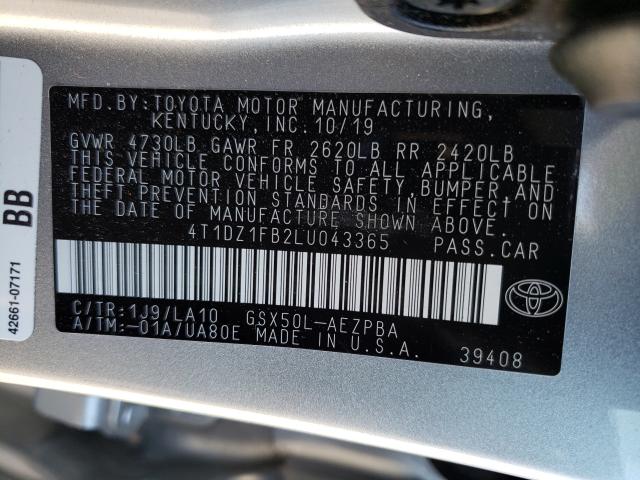 MFD.BY:TOYOTA MOTOR MANUFACTURING,
KENTUCKY, INC. 10/19
GVWR 4730LB GAWR FR 2620LB RR 2420LB
THIS VEHICLE CONFORMS TO ALL APPLICABLE
FEDERAL MOTOR VEHICLE SAFETY, BUMPER AND
THEFT PREVENTION STANDARDS IN EFFECT ON
THE DATE OF MANUFACTURE SHOWN ABOVE.
4T1DZ1FB2LU043365 PASS.CAR
C/TR:1J9/LA10 GSX50L-AEZPBA
A/TM:-01A/UA80E MADE IN U.S.A.
39408
BB
42661-07171